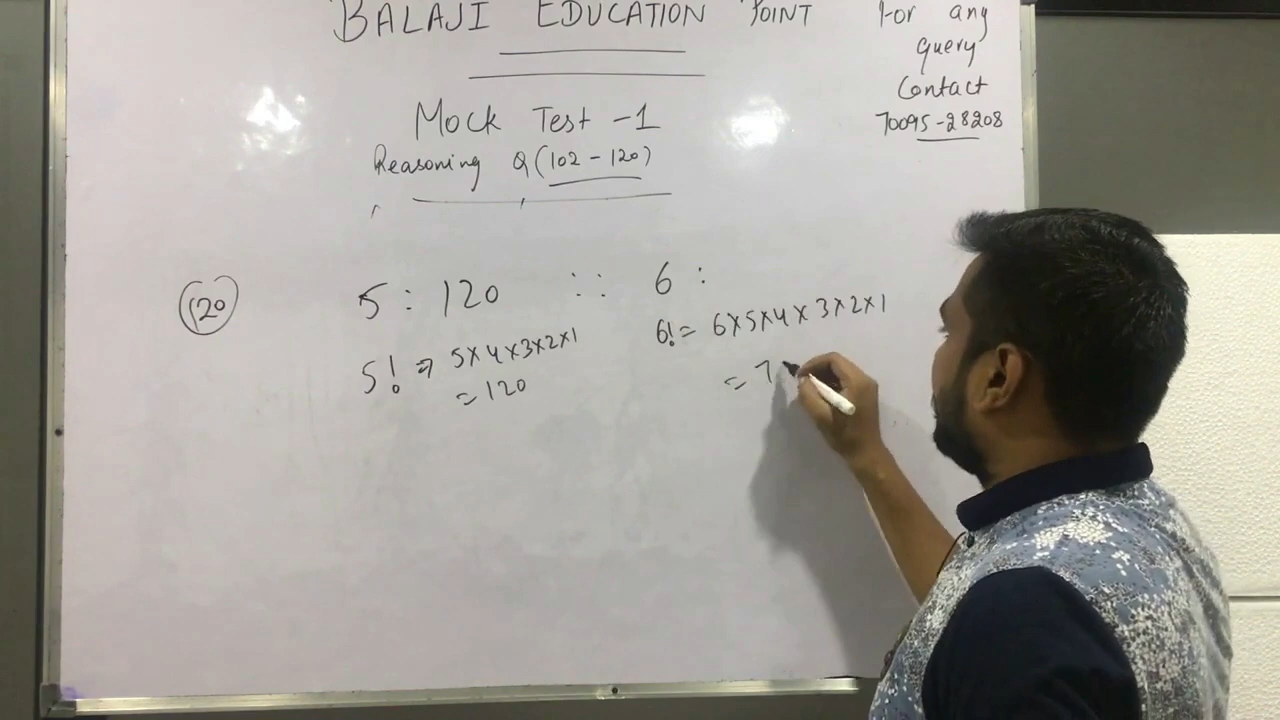 BALAJI EDUCATION POINT
For any
query
Contact
70095-28208
Mock Test -1
Reasoning Q(102-120)
120
5 : 120 :: 6 :
5! ⇒ 5×4×3×2×1
=120
6! = 6×5×4×3×2×1
= 7